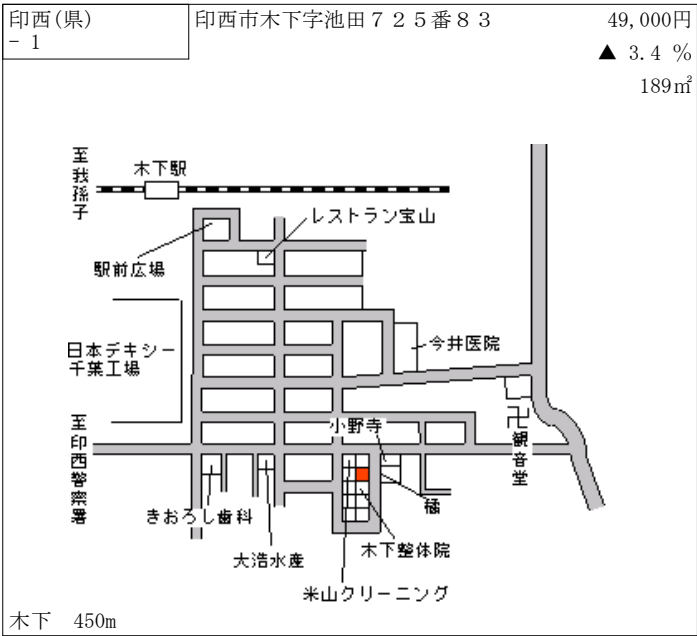 印西(県)
- 1
印西市木下字池田725番83
49,000円
▲ 3.4 %
189㎡
至我孫子
木下駅
レストラン宝山
駅前広場
日本デキシー
千葉工場
今井医院
至印西警察署
小野寺
卍観音堂
きおろし歯科
橘
大浩水産
木下整体院
米山クリーニング
木下 450m